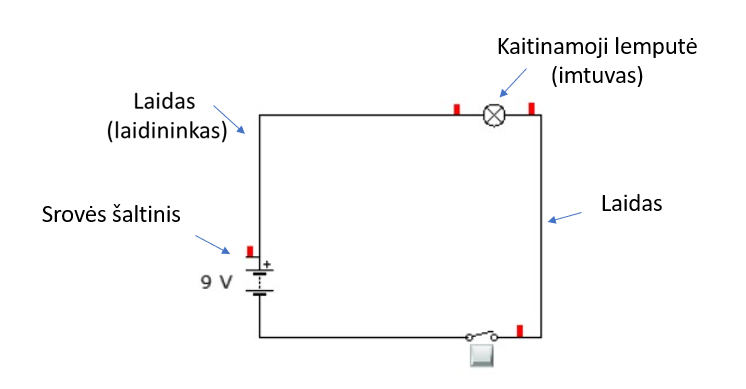 Kaitinamoji lemputė
(imtuvas)
Laidas
(laidininkas)
Laidas
Srovės šaltinis
+
9 V